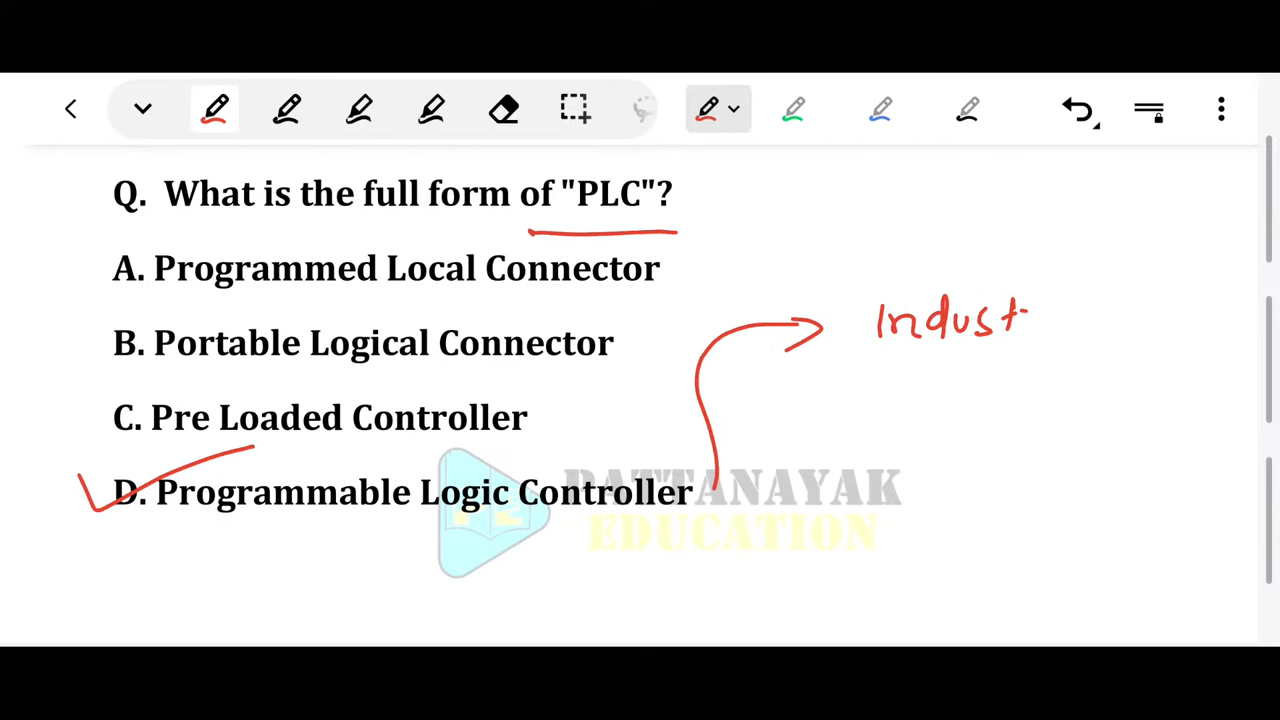 Q. What is the full form of "PLC"?
A. Programmed Local Connector
Indust
B. Portable Logical Connector
C. Pre Loaded Controller
D. Programmable Logic Controller
PATTANAYAK
EDUCATION